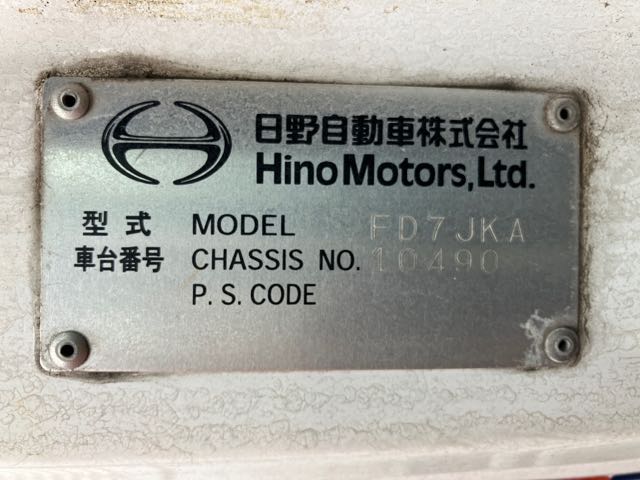 日野自動車株式会社
Hino Motors, Ltd.
型式 MODEL FD7JKA
車台番号 CHASSIS NO. 10490
P. S. CODE